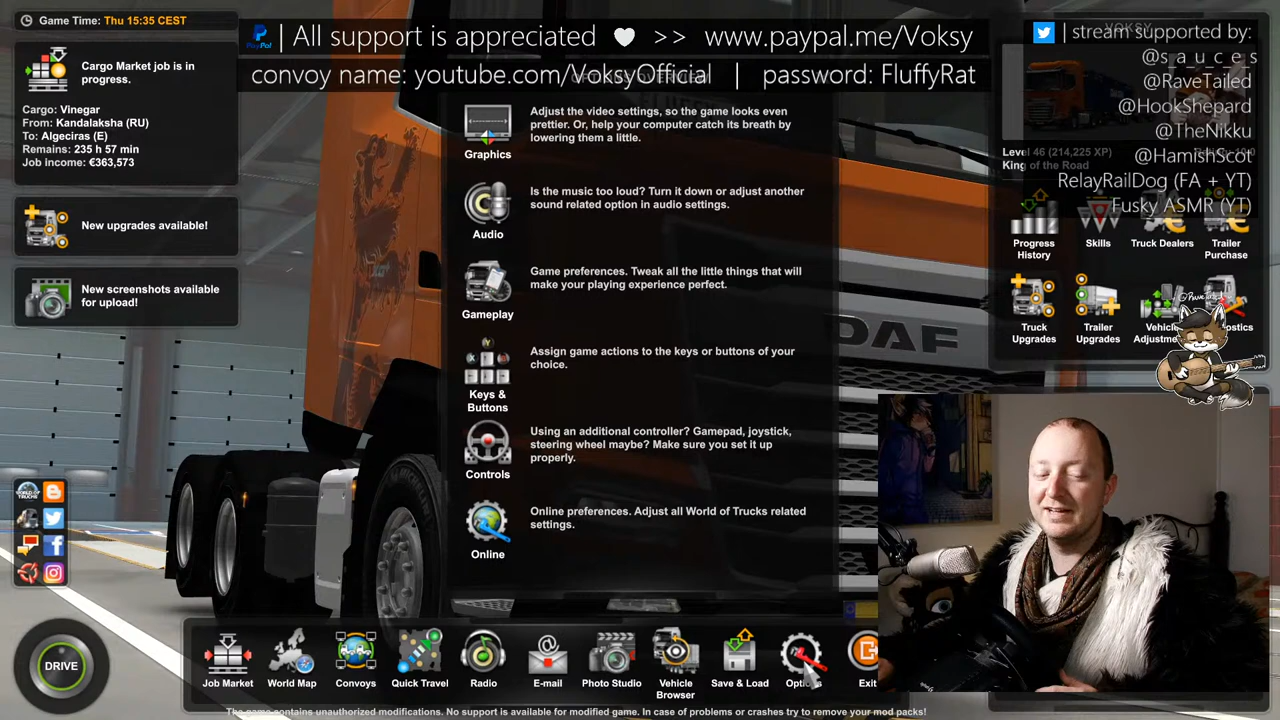 Game Time: Thu 15:35 CEST
| All support is appreciated >> www.paypal.me/Voksy
PayPal
convoy name: youtube.com/VoksyOfficial | password: FluffyRat
| stream supported by:
@s_a_u_c_e_s
@RaveTailed
@HookShepard
@TheNikku
@HamishScot
RelayRailDog (FA + YT)
Fusky ASMR (YT)
Cargo Market job is in
progress.
Cargo: Vinegar
From: Kandalaksha (RU)
To: Algeciras (E)
Remains: 235 h 57 min
Job income: €363,573
New upgrades available!
New screenshots available
for upload!
Graphics
Adjust the video settings, so the game looks even
prettier. Or, help your computer catch its breath by
lowering them a little.
Audio
Is the music too loud? Turn it down or adjust another
sound related option in audio settings.
Gameplay
Game preferences. Tweak all the little things that will
make your playing experience perfect.
Keys &
Buttons
Assign game actions to the keys or buttons of your
choice.
Controls
Using an additional controller? Gamepad, joystick,
steering wheel maybe? Make sure you set it up
properly.
Online
Online preferences. Adjust all World of Trucks related
settings.
VOKSY
Level 46 (214,225 XP)
King of the Road
Progress
History
Skills
Truck Dealers
Trailer
Purchase
Truck
Upgrades
Trailer
Upgrades
@RaveTailed
DAF
DRIVE
Job Market
World Map
Convoys
Quick Travel
Radio
E-mail
Photo Studio
Vehicle
Browser
Save & Load
Exit
The game contains unauthorized modifications. No support is available for modified game. In case of problems or crashes try to remove your mod packs!